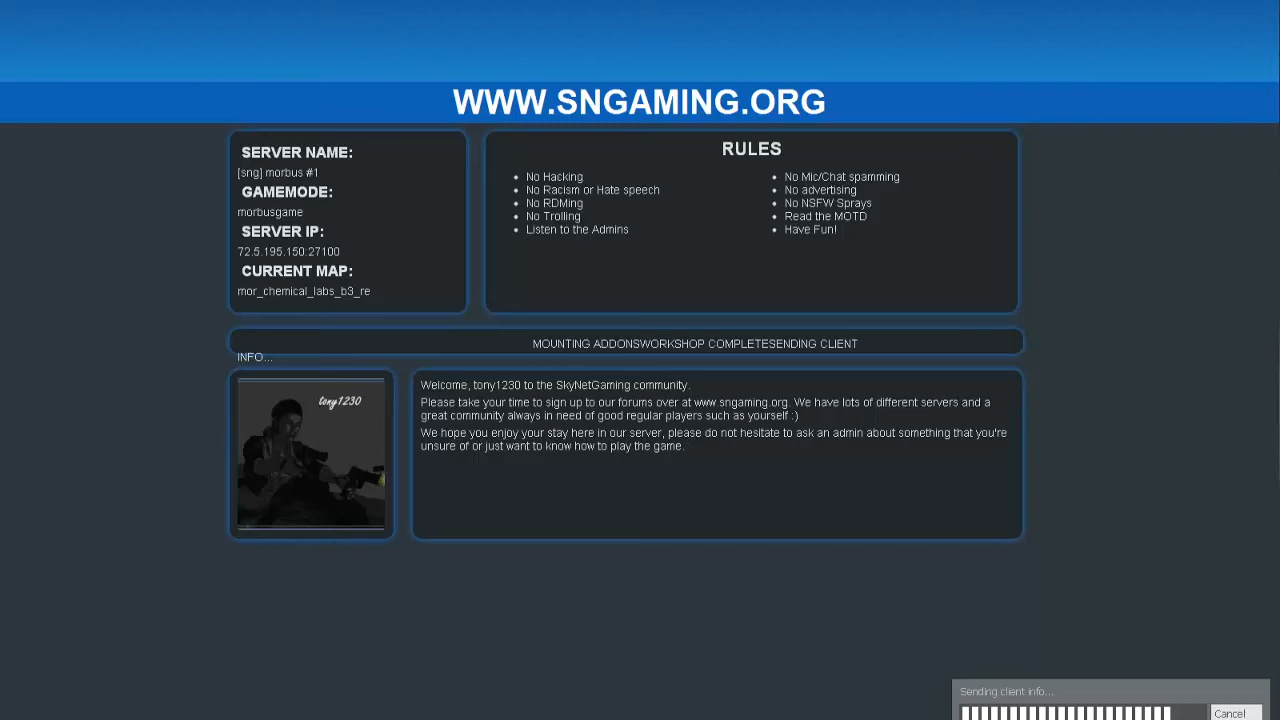 WWW.SNGAMING.ORG
SERVER NAME:
[sng] morbus #1
GAMEMODE:
morbusgame
SERVER IP:
72.5.195.150:27100
CURRENT MAP:
mor_chemical_labs_b3_re
RULES
No Hacking
No Racism or Hate speech
No RDMing
No Trolling
Listen to the Admins
No Mic/Chat spamming
No advertising
No NSFW Sprays
Read the MOTD
Have Fun!
MOUNTING ADDONSWORKSHOP COMPLETESENDING CLIENT
INFO...
tony1230
Welcome, tony1230 to the SkyNetGaming community.
Please take your time to sign up to our forums over at www.sngaming.org. We have lots of different servers and a
great community always in need of good regular players such as yourself :)
We hope you enjoy your stay here in our server, please do not hesitate to ask an admin about something that you're
unsure of or just want to know how to play the game.
Sending client info...
Cancel